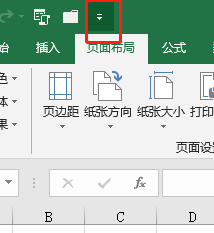 始 插入 页面布局 公式
色
体
果
页边距 纸张方向 纸张大小 打印
页面设
fx
B C D